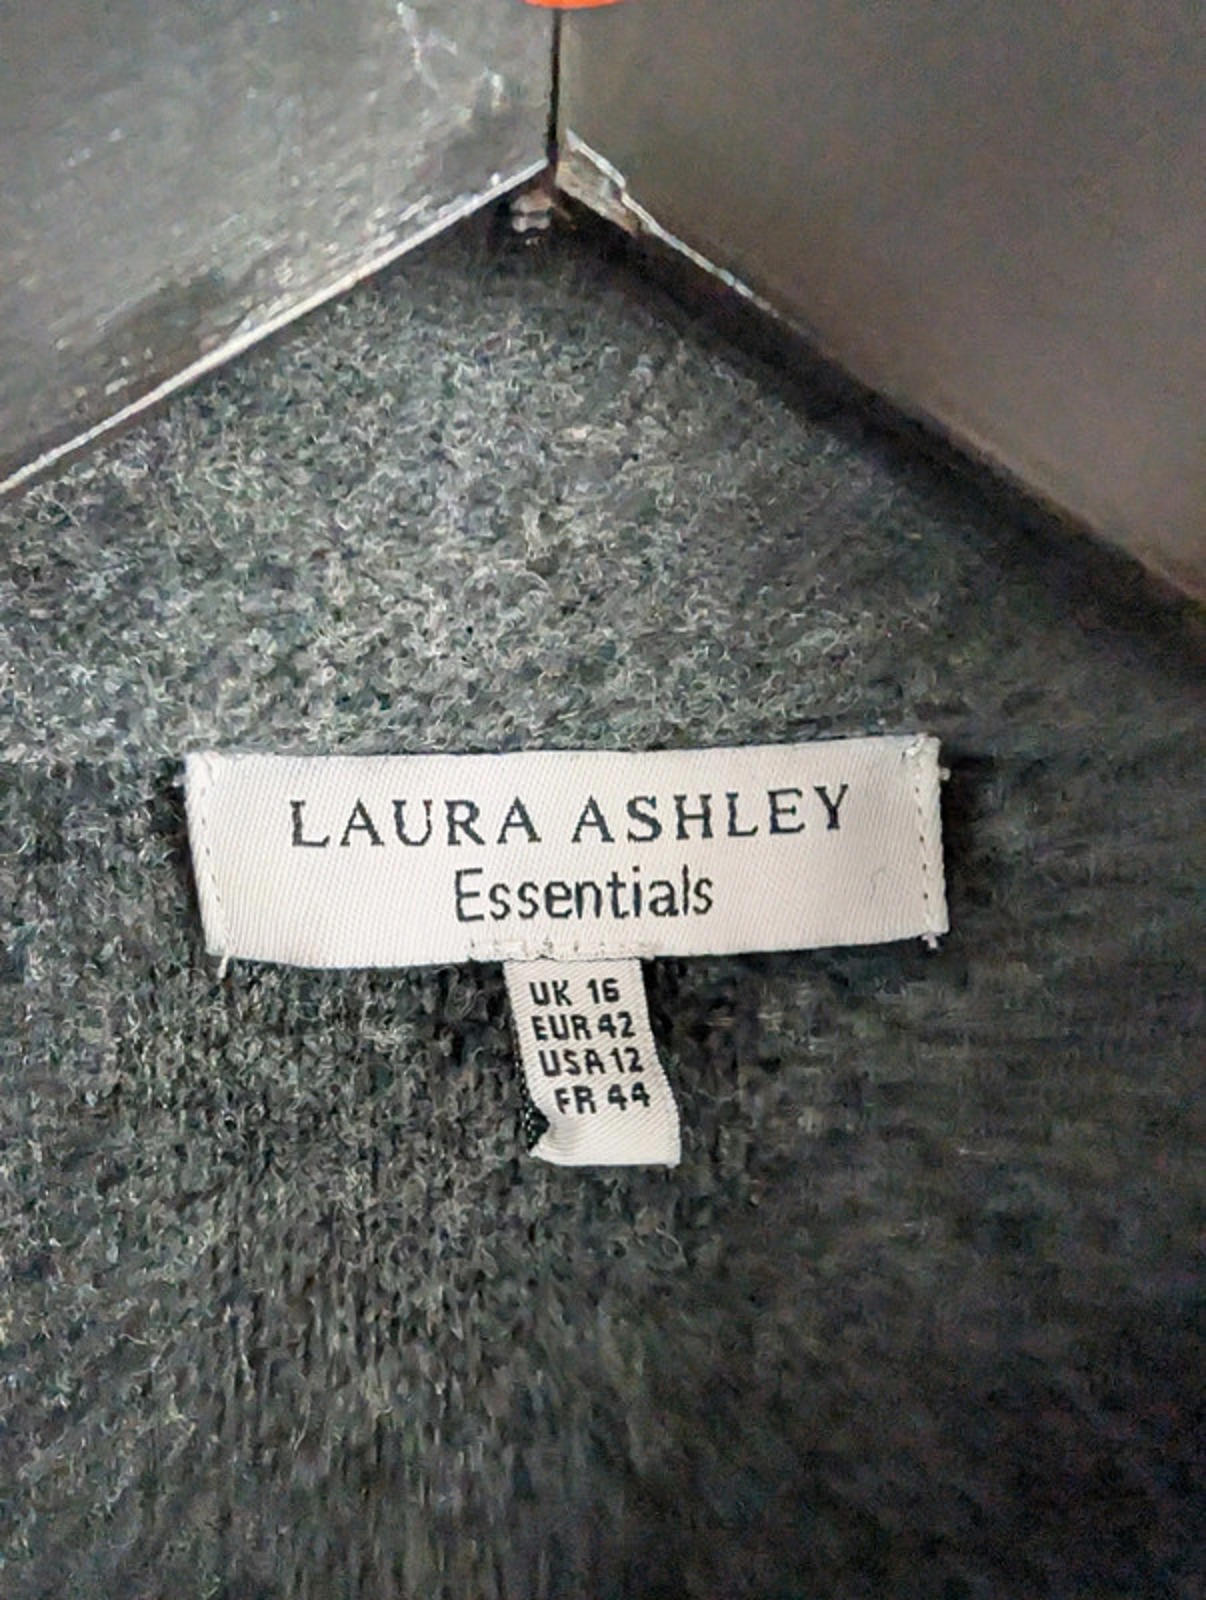 LAURA ASHLEY
Essentials
UK 16
EUR 42
USA 12
FR 44